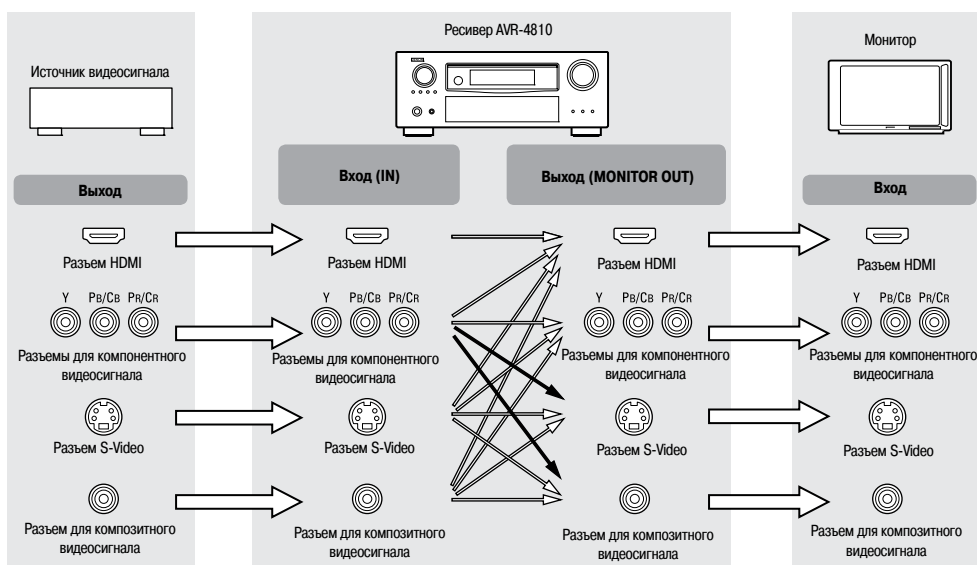 Источник видеосигнала
Ресивер AVR-4810
Монитор
Выход
Вход (IN)
Выход (MONITOR OUT)
Вход
Разъем HDMI
Разъем HDMI
Разъем HDMI
Разъем HDMI
Y PB/CB PR/CR
Y PB/CB PR/CR
Y PB/CB PR/CR
Y PB/CB PR/CR
Разъемы для компонентного
видеосигнала
Разъемы для компонентного
видеосигнала
Разъемы для компонентного
видеосигнала
Разъемы для компонентного
видеосигнала
Разъем S-Video
Разъем S-Video
Разъем S-Video
Разъем S-Video
Разъем для композитного
видеосигнала
Разъем для композитного
видеосигнала
Разъем для композитного
видеосигнала
Разъем для композитного
видеосигнала